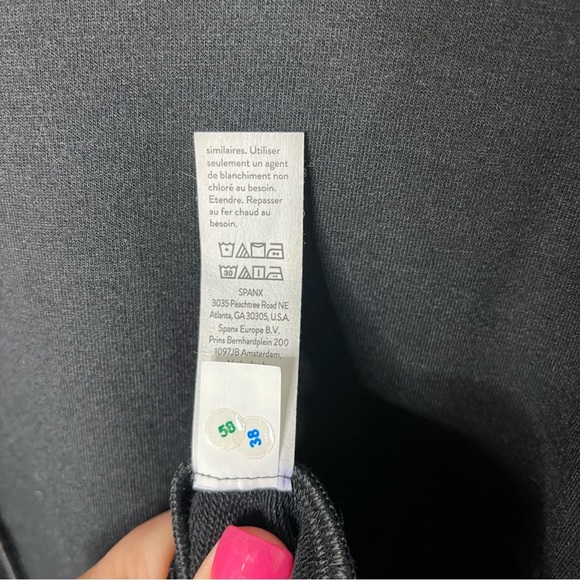 similaires. Utiliser
seulement un agent
de blanchiment non
chloré au besoin.
Etendre. Repasser
au fer chaud au
besoin.
30
SPANX
3035 Peachtree Road NE
Atlanta, GA 30305, U.S.A.
Spanx Europe B.V.
Prins Bernhardplein 200
1097JB Amsterdam,
58
38